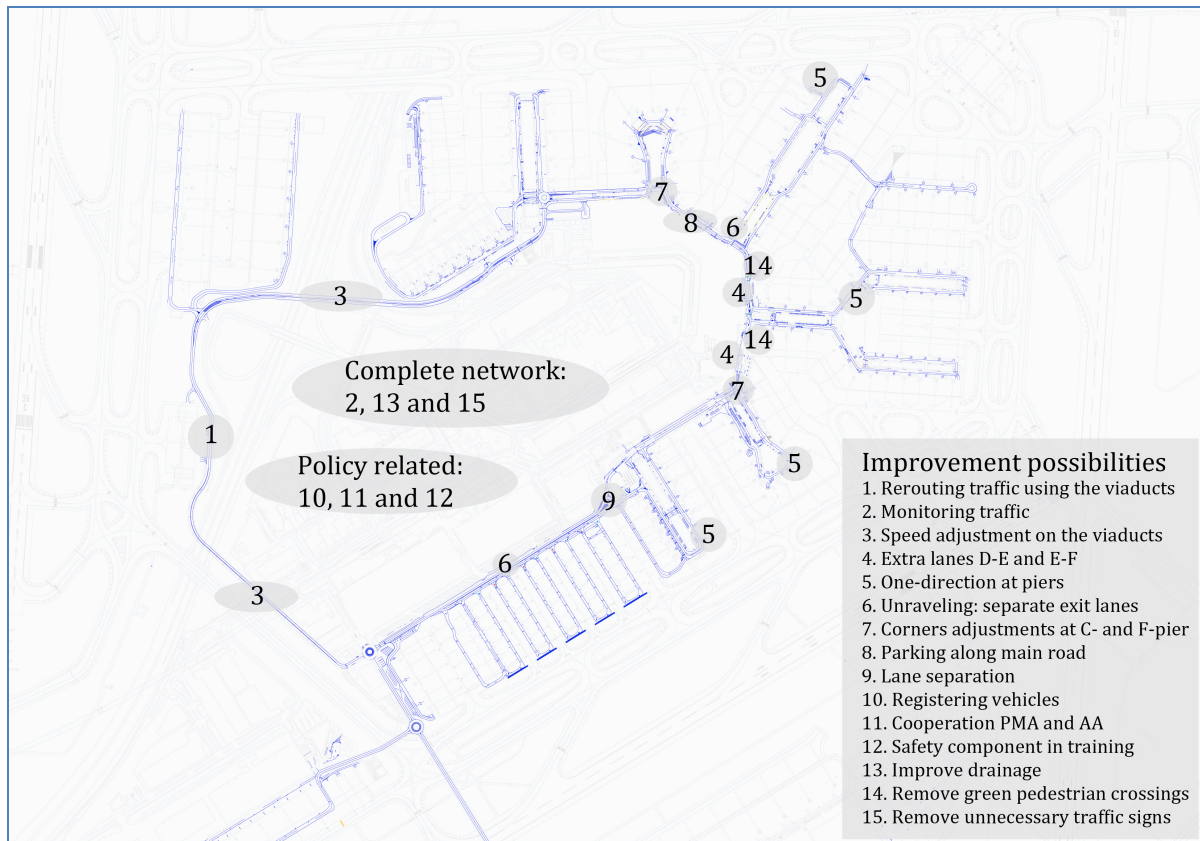 5
7
8
6
14
4
5
3
14
4
7
Complete network:
2, 13 and 15
1
Policy related:
10, 11 and 12
5
9
5
6
3
Improvement possibilities
1. Rerouting traffic using the viaducts
2. Monitoring traffic
3. Speed adjustment on the viaducts
4. Extra lanes D-E and E-F
5. One-direction at piers
6. Unraveling: separate exit lanes
7. Corners adjustments at C- and F-pier
8. Parking along main road
9. Lane separation
10. Registering vehicles
11. Cooperation PMA and AA
12. Safety component in training
13. Improve drainage
14. Remove green pedestrian crossings
15. Remove unnecessary traffic signs